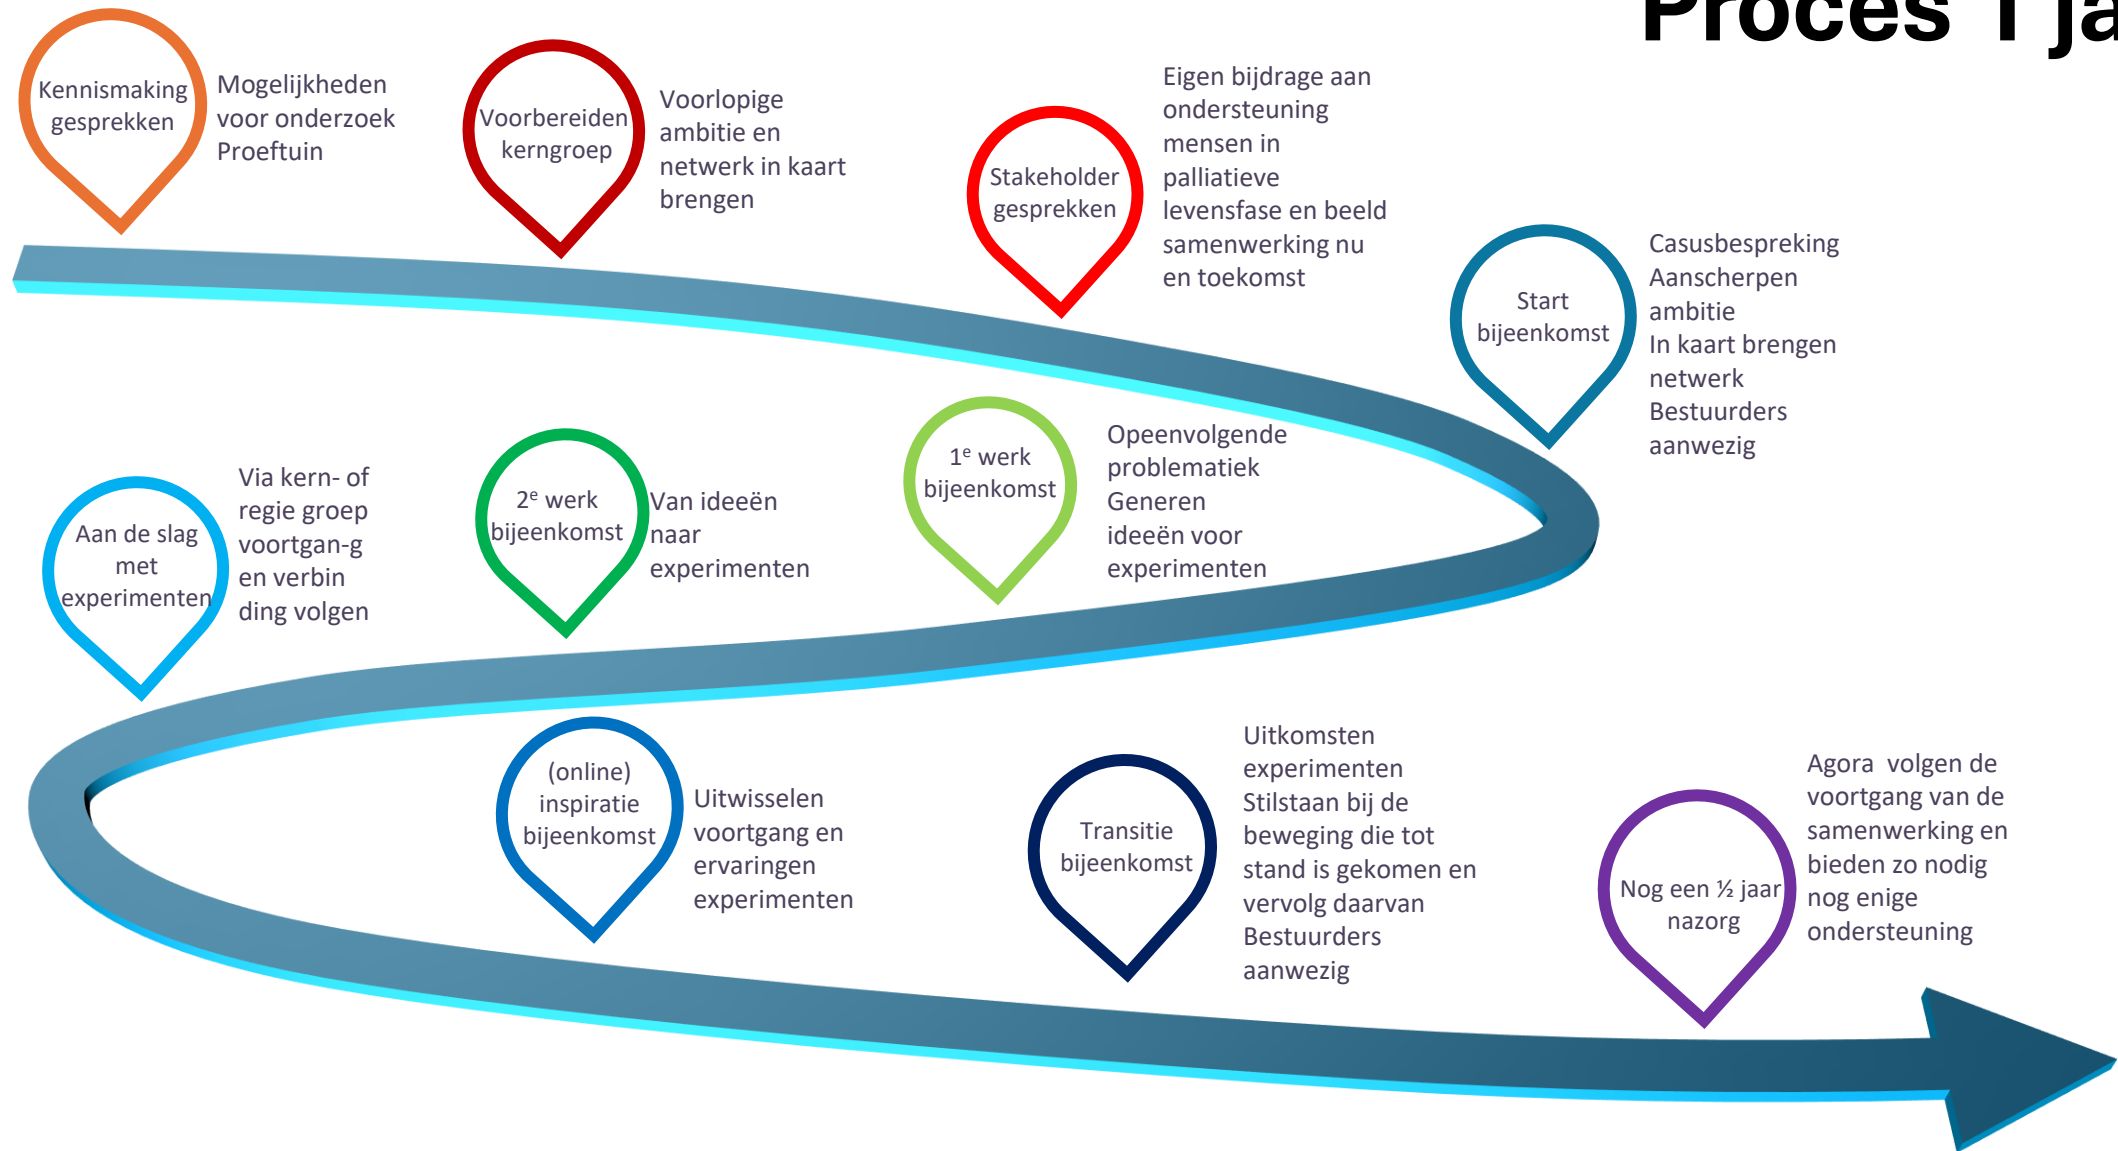 Proces 1 ja
Kennismaking
gesprekken
Mogelijkheden
voor onderzoek
Proeftuin
Voorbereiden
kerngroep
Voorlopige
ambitie en
netwerk in kaart
brengen
Stakeholder
gesprekken
Eigen bijdrage aan
ondersteuning
mensen in
palliatieve
levensfase en beeld
samenwerking nu
en toekomst
Start
bijeenkomst
Casusbespreking
Aanscherpen
ambitie
In kaart brengen
netwerk
Bestuurders
aanwezig
1e werk
bijeenkomst
Opeenvolgende
problematiek
Generen
ideeën voor
experimenten
2e werk
bijeenkomst
Van ideeën
naar
experimenten
Aan de slag
met
experimenten
Via kern- of
regie groep
voortgan-g
en verbin
ding volgen
(online)
inspiratie
bijeenkomst
Uitwisselen
voortgang en
ervaringen
experimenten
Transitie
bijeenkomst
Uitkomsten
experimenten
Stilstaan bij de
beweging die tot
stand is gekomen en
vervolg daarvan
Bestuurders
aanwezig
Nog een ½ jaar
nazorg
Agora  volgen de
voortgang van de
samenwerking en
bieden zo nodig
nog enige
ondersteuning